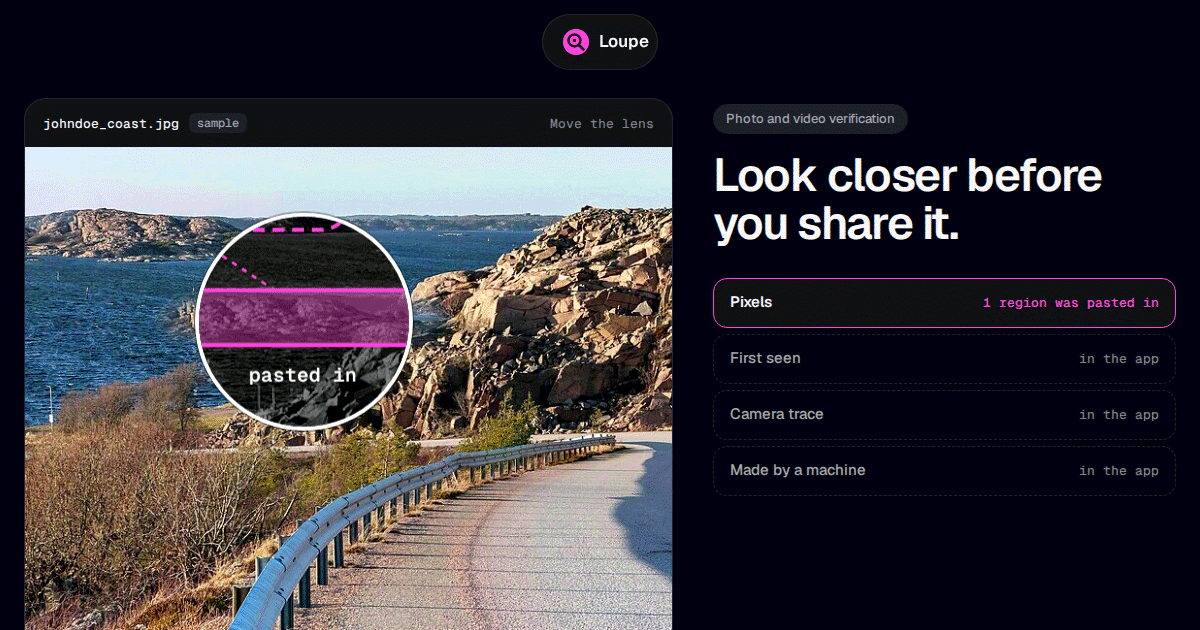 Loupe
johndoe_coast.jpg
sample
Move the lens
pasted in
Photo and video verification
Look closer before
you share it.
Pixels
1 region was pasted in
First seen
in the app
Camera trace
in the app
Made by a machine
in the app